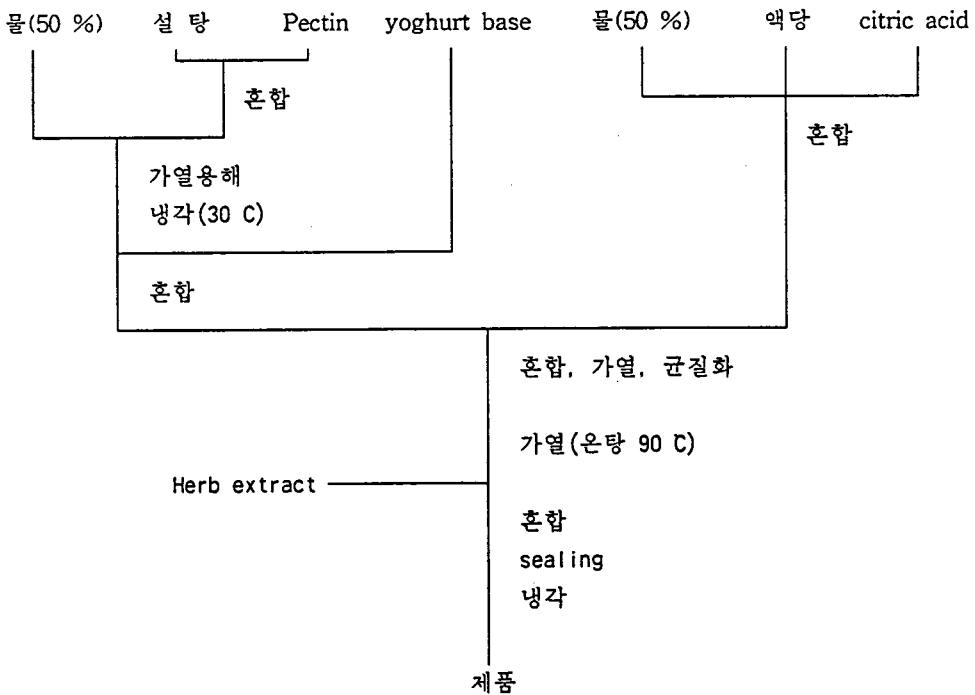 물(50 %) 설 탕 Pectin yoghurt base 물(50 %) 액당 citric acid
혼합
혼합
가열용해
냉각(30 C)
혼합
혼합, 가열, 균질화
가열(온탕 90 C)
Herb extract
혼합
sealing
냉각
제품